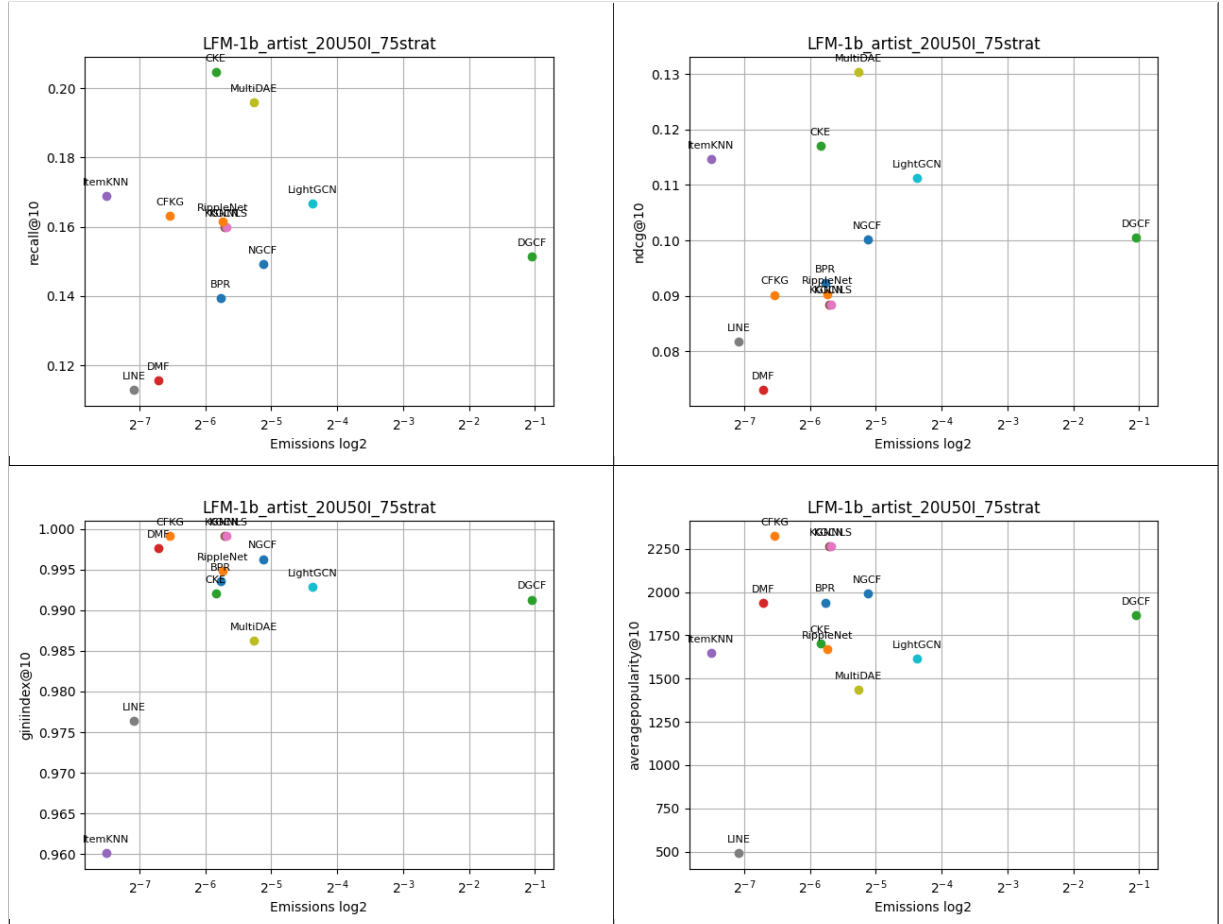 LFM-1b_artist_20U50I_75strat
CKE
0.20
MultiDAE
0.18
ItemKNN
CFKG
LightGCN
RippleNet
0.16
DGCF
NGCF
BPR
0.14
0.12
DMF
LINE
2⁻⁷ 2⁻⁶ 2⁻⁵ 2⁻⁴ 2⁻³ 2⁻² 2⁻¹
Emissions log2
recall@10
LFM-1b_artist_20U50I_75strat
MultiDAE
0.13
0.12
CKE
ItemKNN
0.11
LightGCN
0.10
NGCF
DGCF
BPR
CFKG
RippleNet
0.09
LINE
0.08
DMF
2⁻⁷ 2⁻⁶ 2⁻⁵ 2⁻⁴ 2⁻³ 2⁻² 2⁻¹
Emissions log2
ndcg@10
LFM-1b_artist_20U50I_75strat
1.000
CFKG
DMF
NGCF
RippleNet
0.995
BPR
CKE
LightGCN
DGCF
0.990
MultiDAE
0.985
0.980
LINE
0.975
0.970
0.965
ItemKNN
0.960
2⁻⁷ 2⁻⁶ 2⁻⁵ 2⁻⁴ 2⁻³ 2⁻² 2⁻¹
Emissions log2
giniindex@10
LFM-1b_artist_20U50I_75strat
CFKG
2250
DMF
BPR
NGCF
2000
DGCF
1750
CKE
ItemKNN
RippleNet
LightGCN
1500
MultiDAE
1250
1000
750
LINE
500
2⁻⁷ 2⁻⁶ 2⁻⁵ 2⁻⁴ 2⁻³ 2⁻² 2⁻¹
Emissions log2
averagepopularity@10